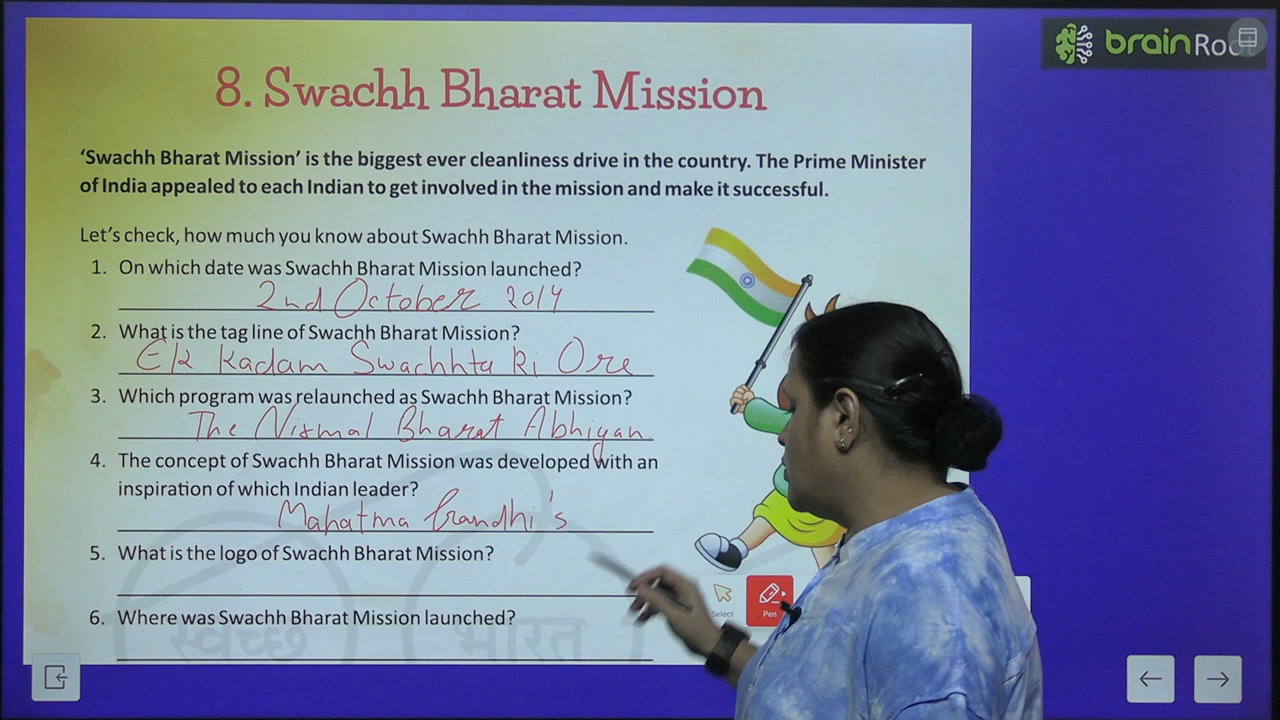 brainRoot
8. Swachh Bharat Mission
‘Swachh Bharat Mission’ is the biggest ever cleanliness drive in the country. The Prime Minister
of India appealed to each Indian to get involved in the mission and make it successful.
Let’s check, how much you know about Swachh Bharat Mission.
1. On which date was Swachh Bharat Mission launched?
2nd October 2014
2. What is the tag line of Swachh Bharat Mission?
Ek Kadam Swachhta ki Ore
3. Which program was relaunched as Swachh Bharat Mission?
The Nirmal Bharat Abhiyan.
4. The concept of Swachh Bharat Mission was developed with an
inspiration of which Indian leader?
Mahatma Gandhi's
5. What is the logo of Swachh Bharat Mission?
Select
Pen
6. Where was Swachh Bharat Mission launched?
स्वच्छ भारत